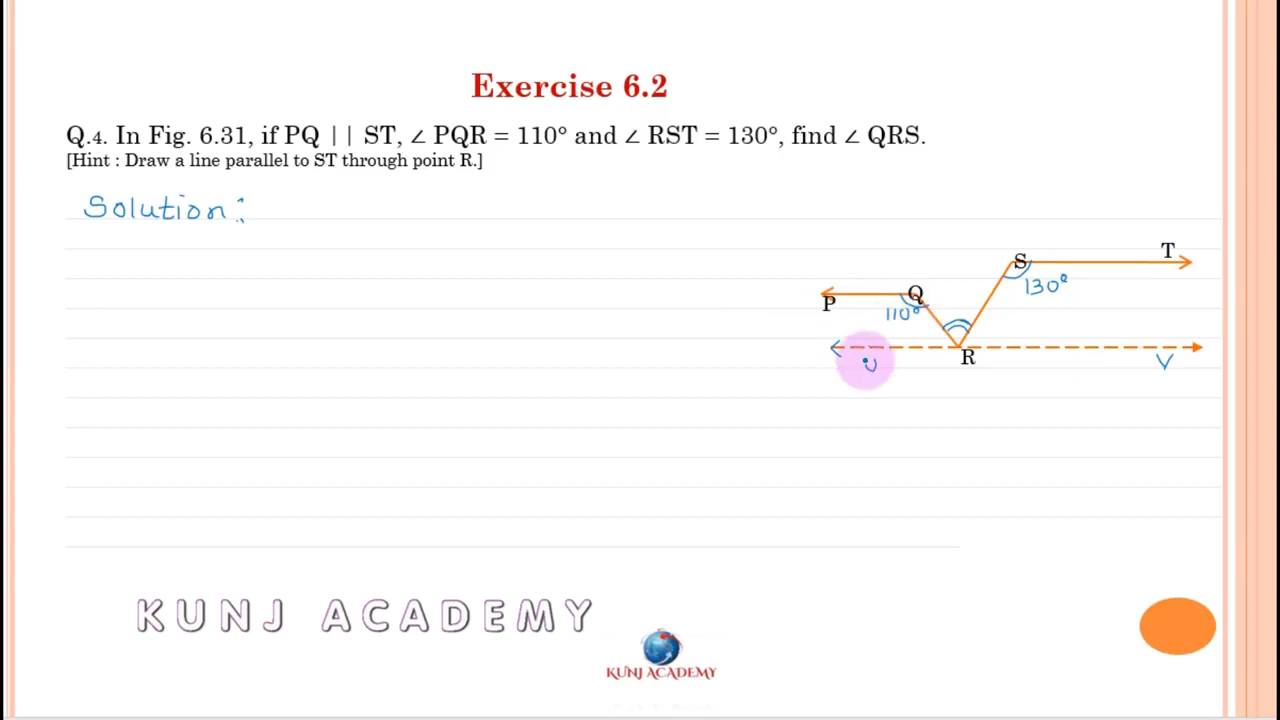 Exercise 6.2
Q.4. In Fig. 6.31, if PQ || ST, ∠ PQR = 110° and ∠ RST = 130°, find ∠ QRS.
[Hint : Draw a line parallel to ST through point R.]
Solution:
T
S
130°
Q
P
110°
R
U
V
KUNJ ACADEMY
KUNJ ACADEMY